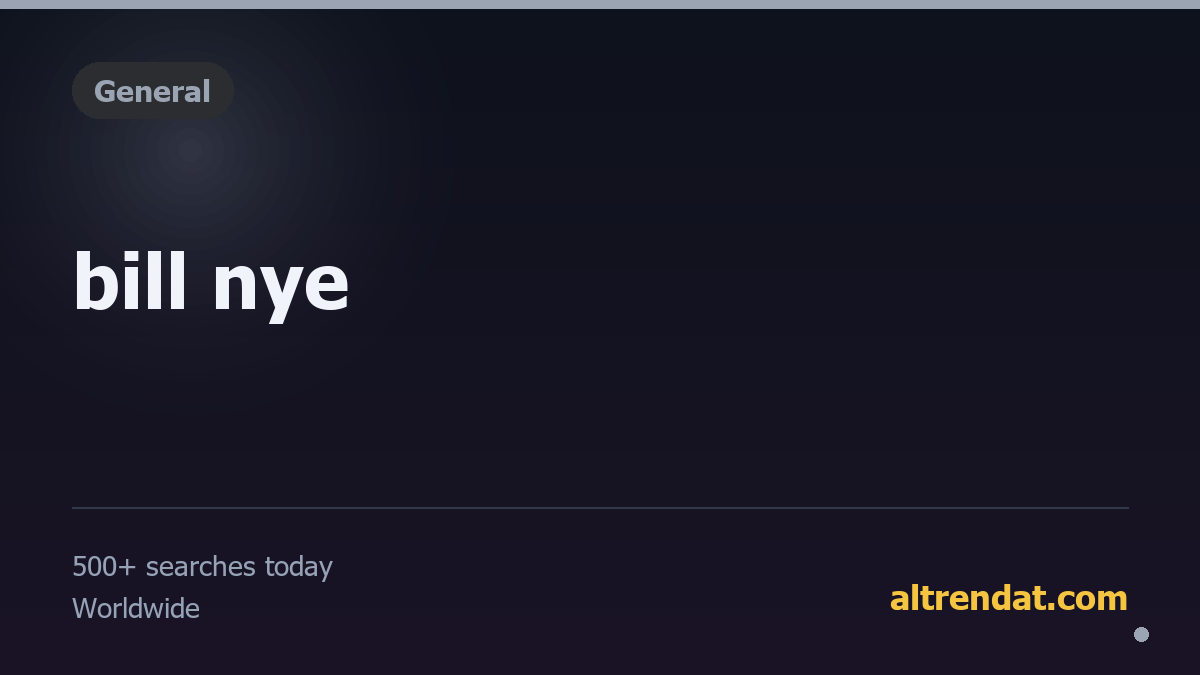 General
bill nye
500+ searches today
Worldwide
altrendat.com